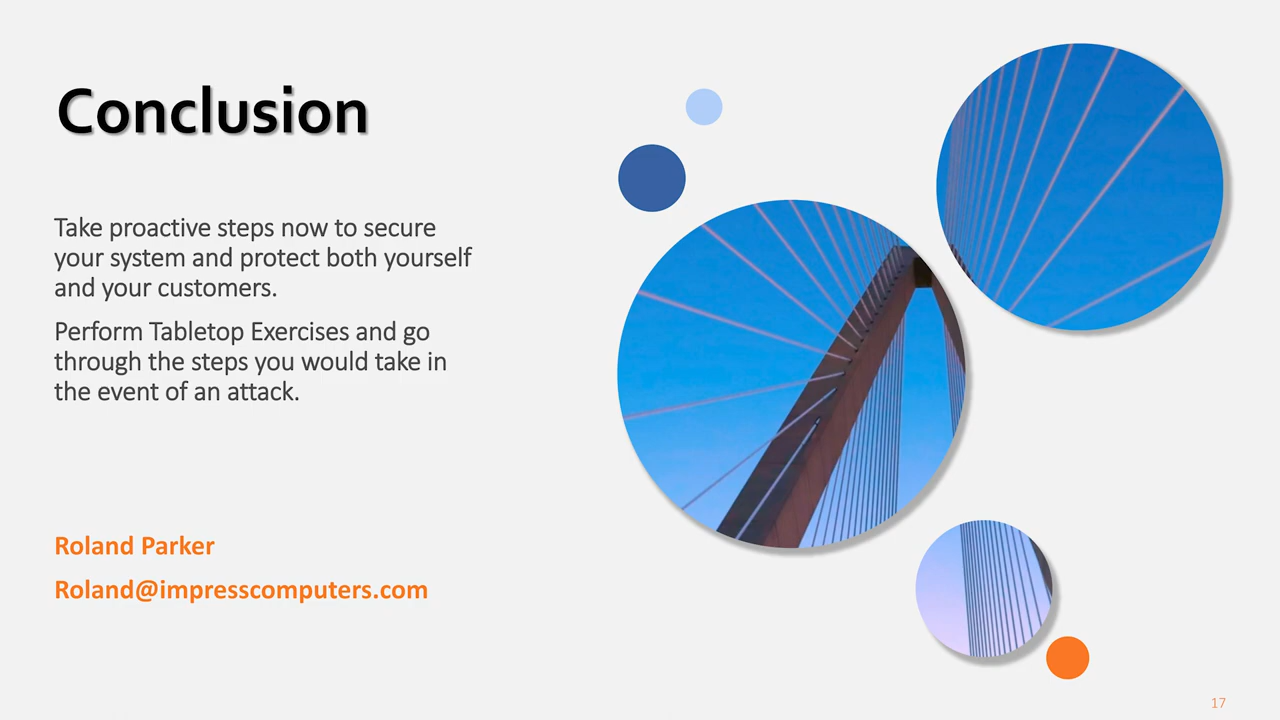 Conclusion
Take proactive steps now to secure
your system and protect both yourself
and your customers.
Perform Tabletop Exercises and go
through the steps you would take in
the event of an attack.
Roland Parker
Roland@impresscomputers.com
17